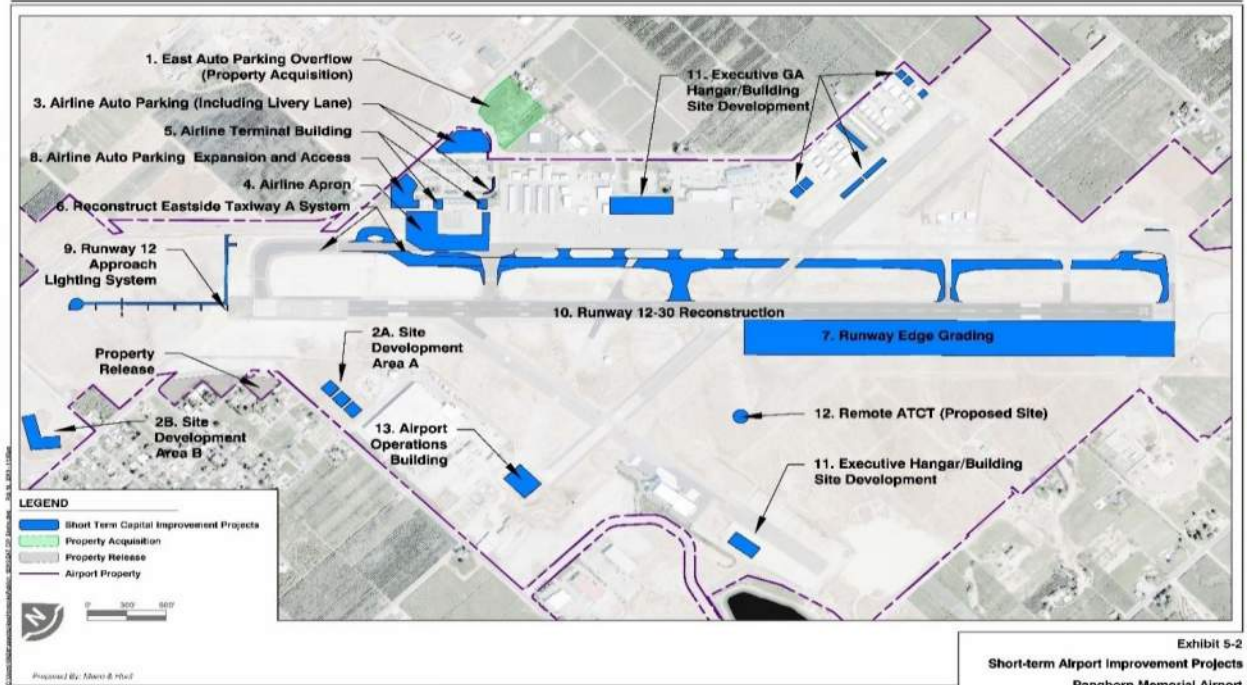 1. East Auto Parking Overflow
(Property Acquisition)
3. Airline Auto Parking (Including Livery Lane)
5. Airline Terminal Building
8. Airline Auto Parking Expansion and Access
4. Airline Apron
6. Reconstruct Eastside Taxiway A System
11. Executive GA
Hangar/Building
Site Development
9. Runway 12
Approach
Lighting System
10. Runway 12-30 Reconstruction
7. Runway Edge Grading
2A. Site
Development
Area A
Property
Release
2B. Site
Development
Area B
13. Airport
Operations
Building
12. Remote ATCT (Proposed Site)
11. Executive Hangar/Building
Site Development
LEGEND
Short Term Capital Improvement Projects
Property Acquisition
Property Release
Airport Property
N
0'
Prepared By:
Exhibit 5-2
Short-term Airport Improvement Projects
Pangborn Memorial Airport